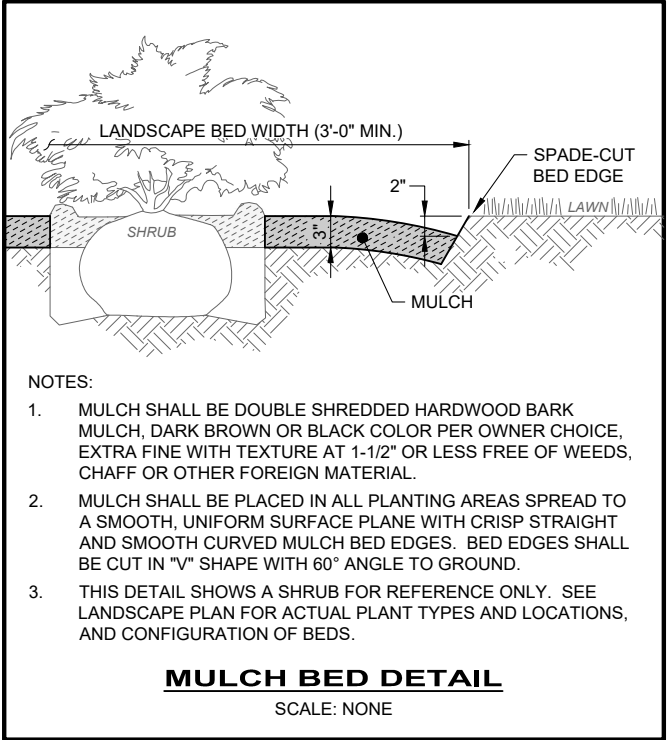 LANDSCAPE BED WIDTH (3'-0" MIN.)
SPADE-CUT
BED EDGE
2"
LAWN
SHRUB
3"
MULCH
NOTES:
1. MULCH SHALL BE DOUBLE SHREDDED HARDWOOD BARK
MULCH, DARK BROWN OR BLACK COLOR PER OWNER CHOICE,
EXTRA FINE WITH TEXTURE AT 1-1/2" OR LESS FREE OF WEEDS,
CHAFF OR OTHER FOREIGN MATERIAL.
2. MULCH SHALL BE PLACED IN ALL PLANTING AREAS SPREAD TO
A SMOOTH, UNIFORM SURFACE PLANE WITH CRISP STRAIGHT
AND SMOOTH CURVED MULCH BED EDGES. BED EDGES SHALL
BE CUT IN "V" SHAPE WITH 60° ANGLE TO GROUND.
3. THIS DETAIL SHOWS A SHRUB FOR REFERENCE ONLY. SEE
LANDSCAPE PLAN FOR ACTUAL PLANT TYPES AND LOCATIONS,
AND CONFIGURATION OF BEDS.
MULCH BED DETAIL
SCALE: NONE